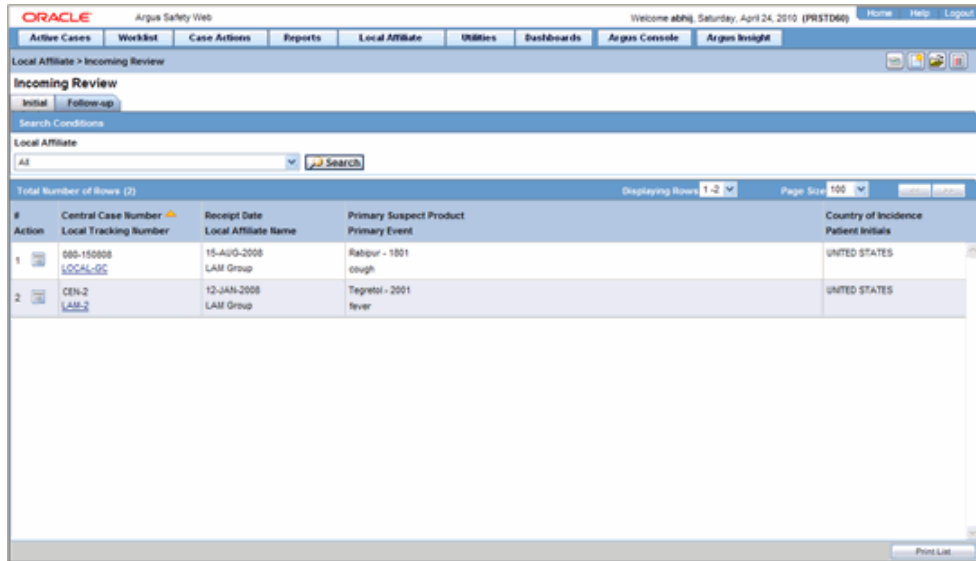 ORACLE Argus Safety Web Welcome abhij, Saturday, April 24, 2010 (PRSTD60) Home Help Logout
Active Cases Worklist Case Actions Reports Local Affiliate Utilities Dashboards Argus Console Argus Insight
Local Affiliate > Incoming Review
Incoming Review
Initial Follow-up
Search Conditions
Local Affiliate
All Search
Total Number of Rows (2) Displaying Rows 1 -2 Page Size 100
# Central Case Number Receipt Date Primary Suspect Product Country of Incidence
Action Local Tracking Number Local Affiliate Name Primary Event Patient Initials
1 080-150808 15-AUG-2008 Rabipur - 1801 UNITED STATES
LOCAL-GC LAM Group cough
2 CEN-2 12-JAN-2008 Tegretol - 2001 UNITED STATES
LAM-2 LAM Group fever
Print List